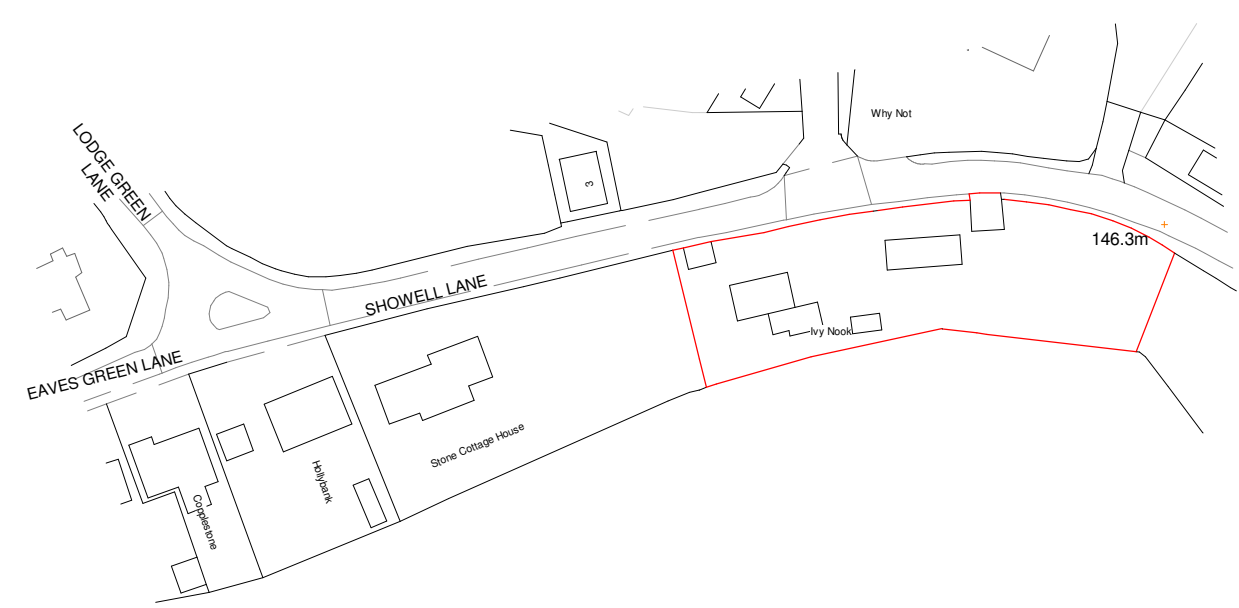 LODGE GREEN
LANE
Why Not
3
146.3m
SHOWELL LANE
Ivy Nook
EAVES GREEN LANE
Stone Cottage House
Hollybank
Copplestone